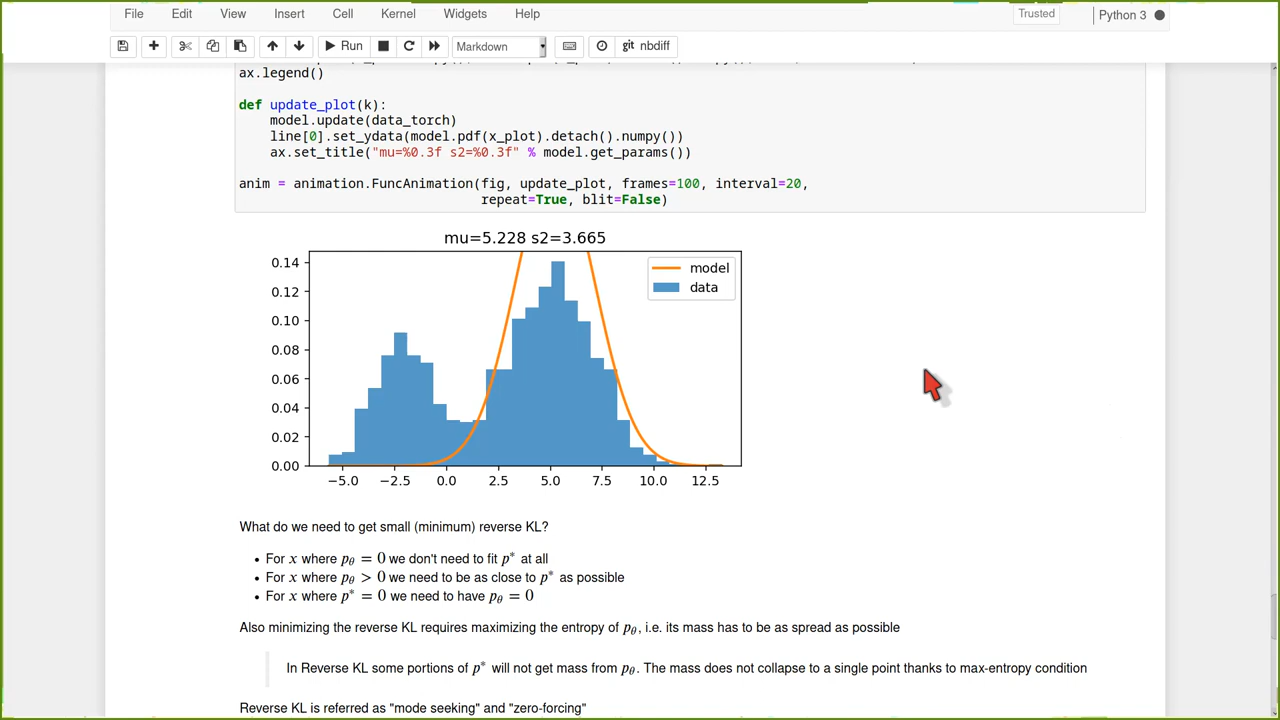 File Edit View Insert Cell Kernel Widgets Help Trusted Python 3
Run Markdown git nbdiff
ax.legend()
def update_plot(k):
model.update(data_torch)
line[0].set_ydata(model.pdf(x_plot).detach().numpy())
ax.set_title("mu=%0.3f s2=%0.3f" % model.get_params())
anim = animation.FuncAnimation(fig, update_plot, frames=100, interval=20,
repeat=True, blit=False)
mu=5.228 s2=3.665
0.14
0.12
0.10
0.08
0.06
0.04
0.02
0.00
model
data
−5.0 −2.5 0.0 2.5 5.0 7.5 10.0 12.5
What do we need to get small (minimum) reverse KL?
• For x where pθ = 0 we don't need to fit p* at all
• For x where pθ > 0 we need to be as close to p* as possible
• For x where p* = 0 we need to have pθ = 0
Also minimizing the reverse KL requires maximizing the entropy of pθ, i.e. its mass has to be as spread as possible
In Reverse KL some portions of p* will not get mass from pθ. The mass does not collapse to a single point thanks to max-entropy condition
Reverse KL is referred as "mode seeking" and "zero-forcing"